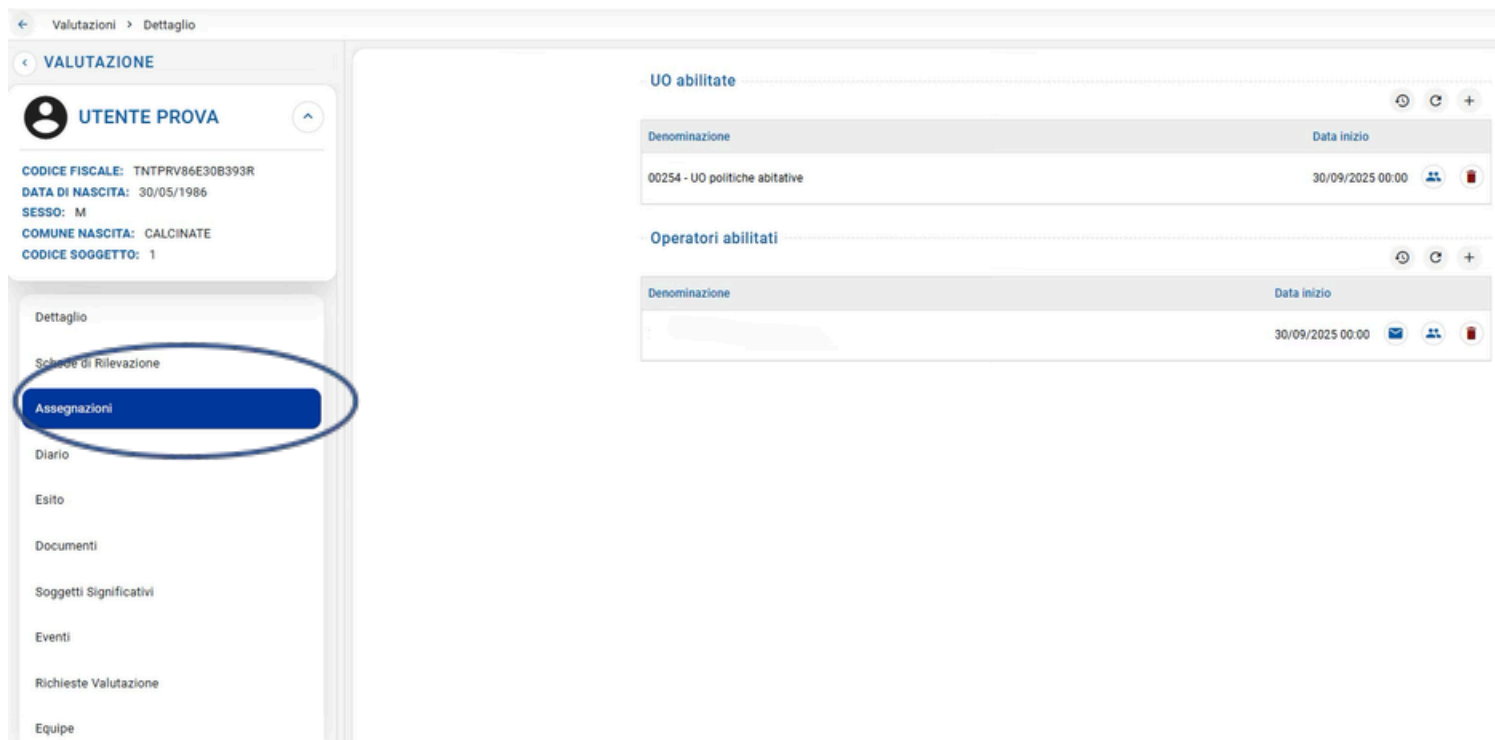 Valutazioni > Dettaglio
VALUTAZIONE
UTENTE PROVA
CODICE FISCALE: TNTPRV86E30B393R
DATA DI NASCITA: 30/05/1986
SESSO: M
COMUNE NASCITA: CALCINATE
CODICE SOGGETTO: 1
Dettaglio
Schede di Rilevazione
Assegnazioni
Diario
Esito
Documenti
Soggetti Significativi
Eventi
Richieste Valutazione
Equipe
UO abilitate
Denominazione Data inizio
00254 - UO politiche abitative 30/09/2025 00:00
Operatori abilitati
Denominazione Data inizio
30/09/2025 00:00